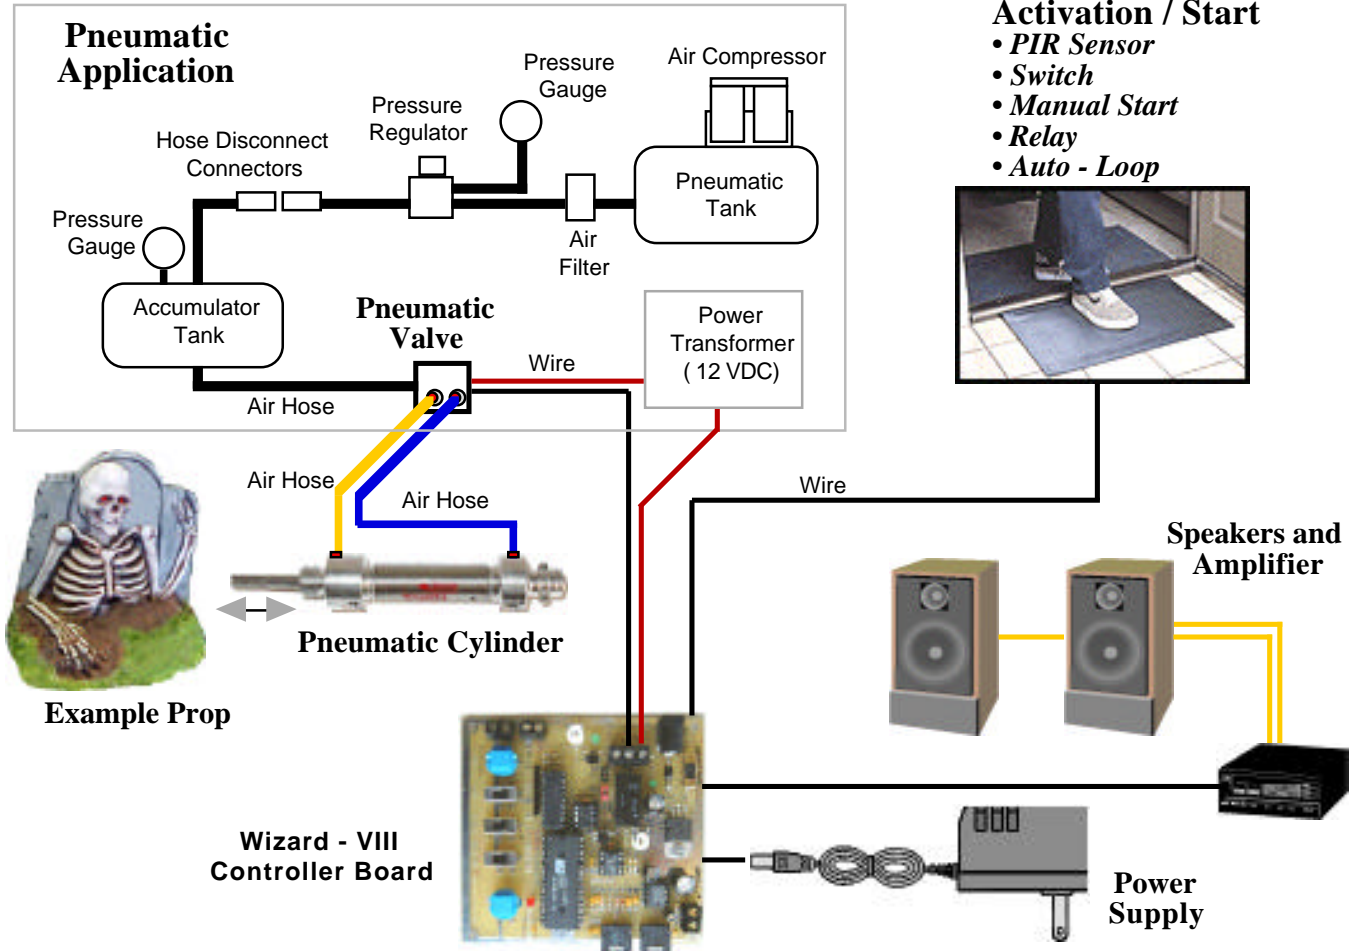 Pneumatic
Application
Pressure
Gauge
Air Compressor
Pressure
Regulator
Hose Disconnect
Connectors
Pneumatic
Tank
Pressure
Gauge
Air
Filter
Accumulator
Tank
Pneumatic
Valve
Wire
Power
Transformer
( 12 VDC)
Air Hose
Activation / Start
• PIR Sensor
• Switch
• Manual Start
• Relay
• Auto - Loop
Air Hose
Air Hose
Wire
Pneumatic Cylinder
Example Prop
Speakers and
Amplifier
Wizard - VIII
Controller Board
Power
Supply